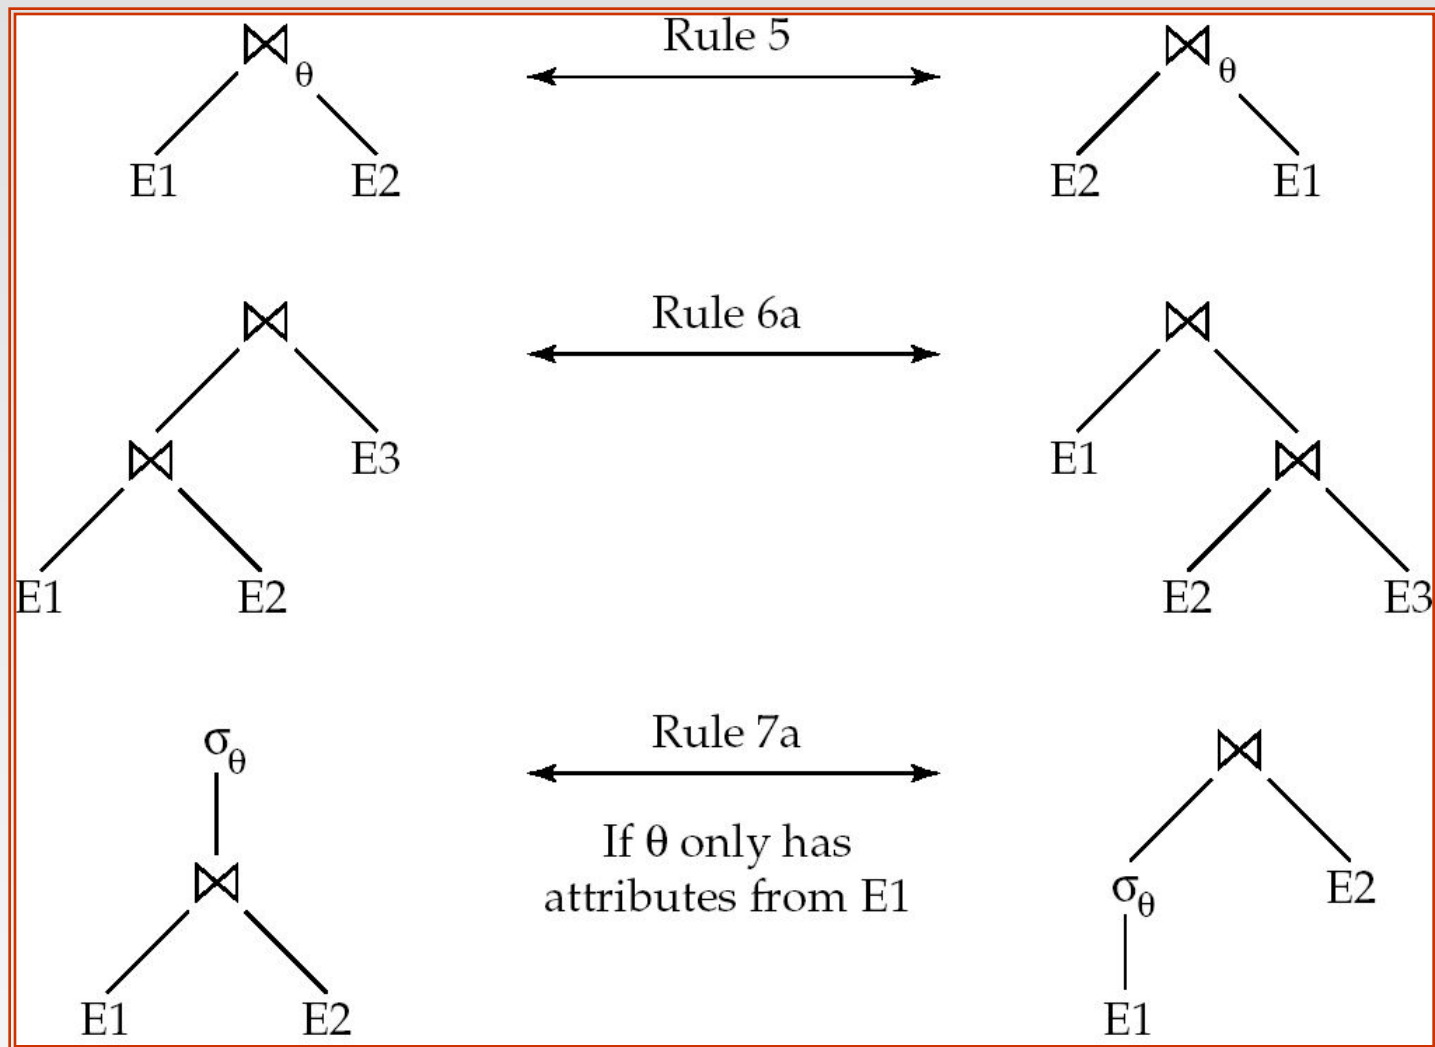 ⋈θ Rule 5 ⋈θ
E1 E2 E2 E1
⋈ Rule 6a ⋈
⋈ E3 E1 ⋈
E1 E2 E2 E3
σθ Rule 7a ⋈
If θ only has
⋈ attributes from E1 σθ E2
E1 E2 E1